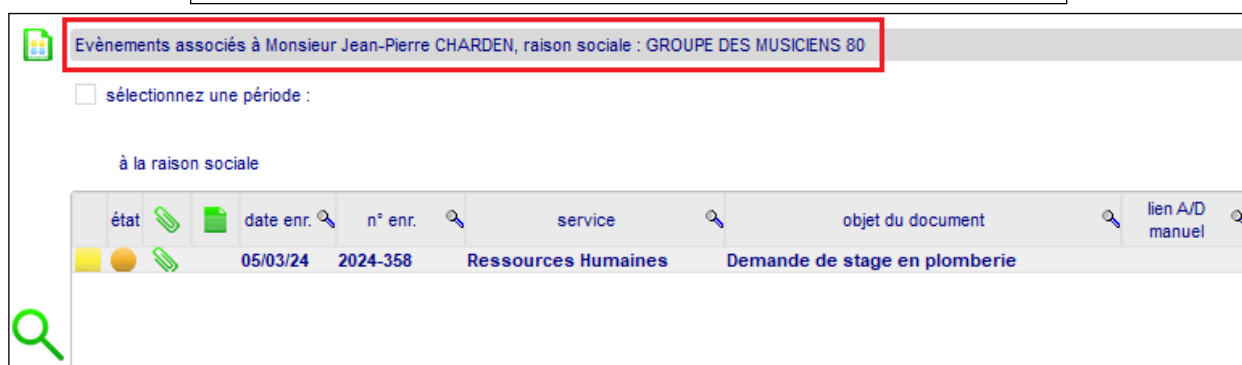 Evènements associés à Monsieur Jean-Pierre CHARDEN, raison sociale : GROUPE DES MUSICIENS 80
sélectionnez une période :
à la raison sociale
état date enr. n° enr. service objet du document lien A/D manuel
05/03/24 2024-358 Ressources Humaines Demande de stage en plomberie